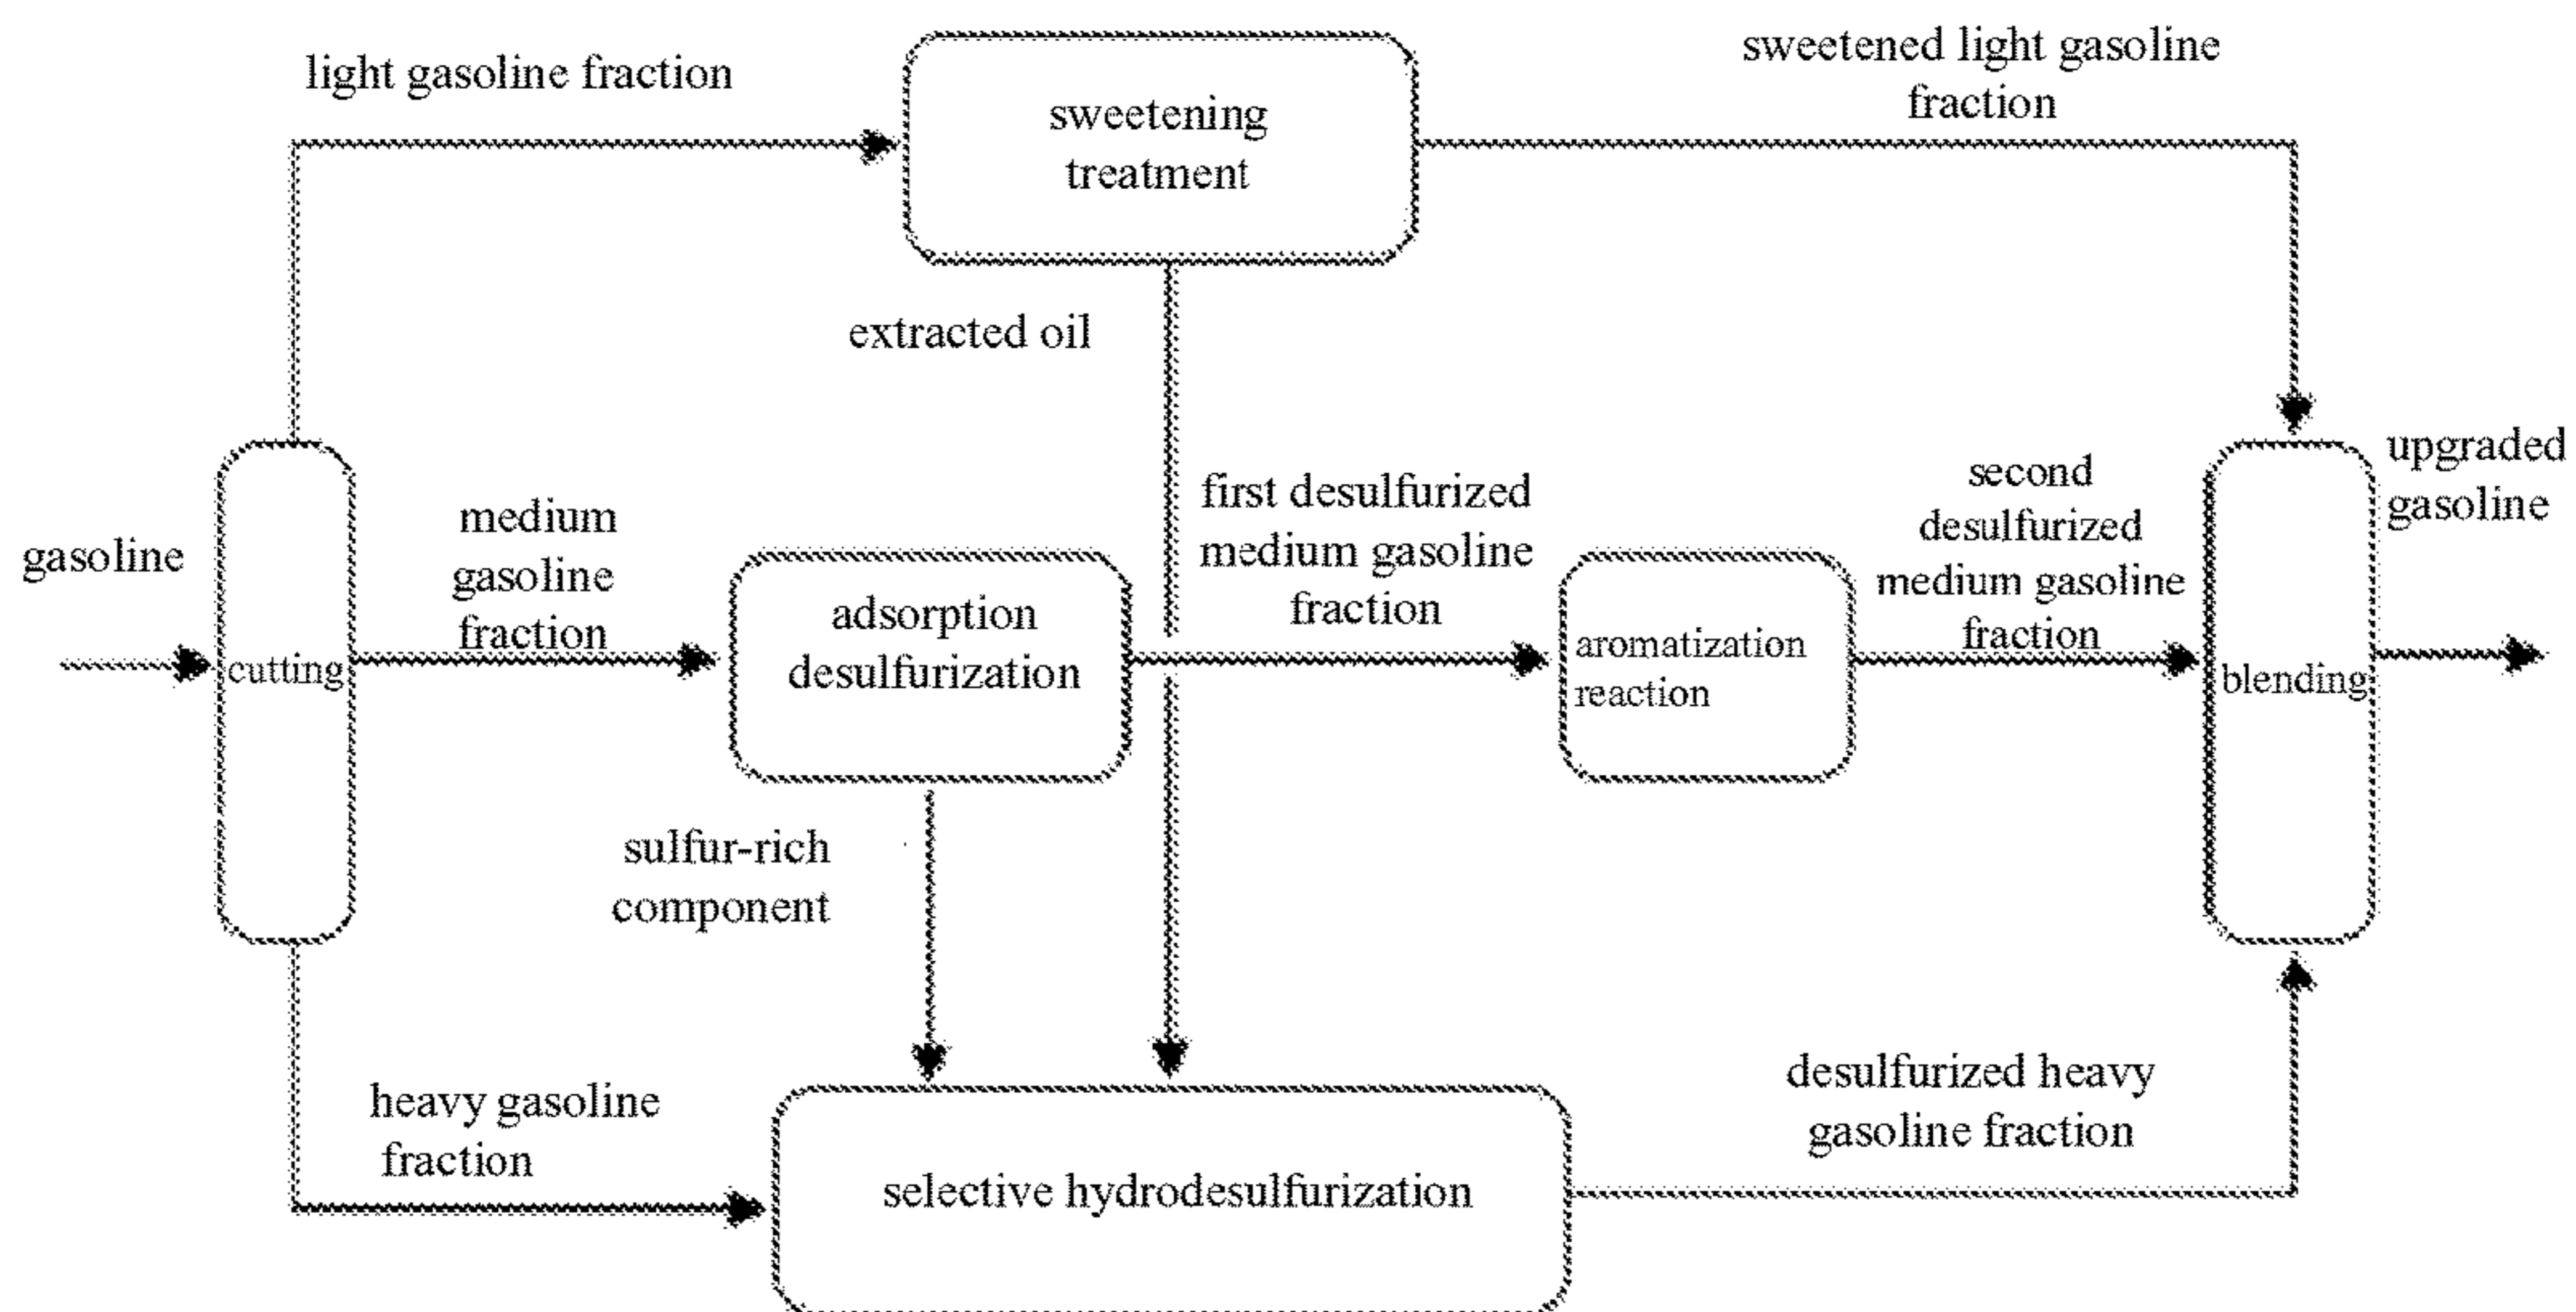 light gasoline fraction
sweetening
treatment
sweetened light gasoline
fraction
extracted oil
gasoline
cutting
medium
gasoline
fraction
adsorption
desulfurization
first desulfurized
medium gasoline
fraction
aromatization
reaction
second
desulfurized
medium gasoline
fraction
blending
upgraded
gasoline
sulfur-rich
component
heavy gasoline
fraction
selective hydrodesulfurization
desulfurized heavy
gasoline fraction